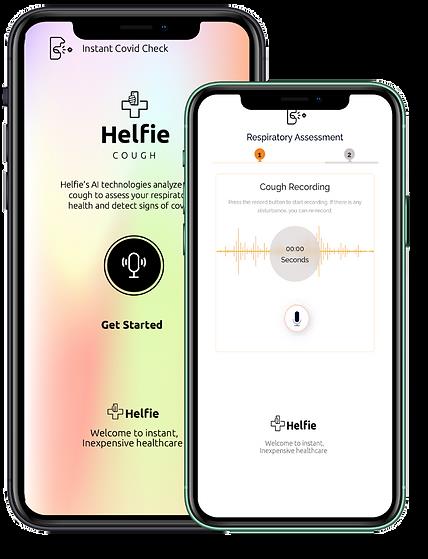 Instant Covid Check
Helfie
COUGH
Helfie's AI technologies analyze
cough to assess your respirato
health and detect signs of cov
Get Started
Helfie
Welcome to instant,
Inexpensive healthcare
Respiratory Assessment
1
2
Cough Recording
Press the record button to start recording. If there is any
disturbance, you can re-record.
00:00
Seconds
Helfie
Welcome to instant,
Inexpensive healthcare